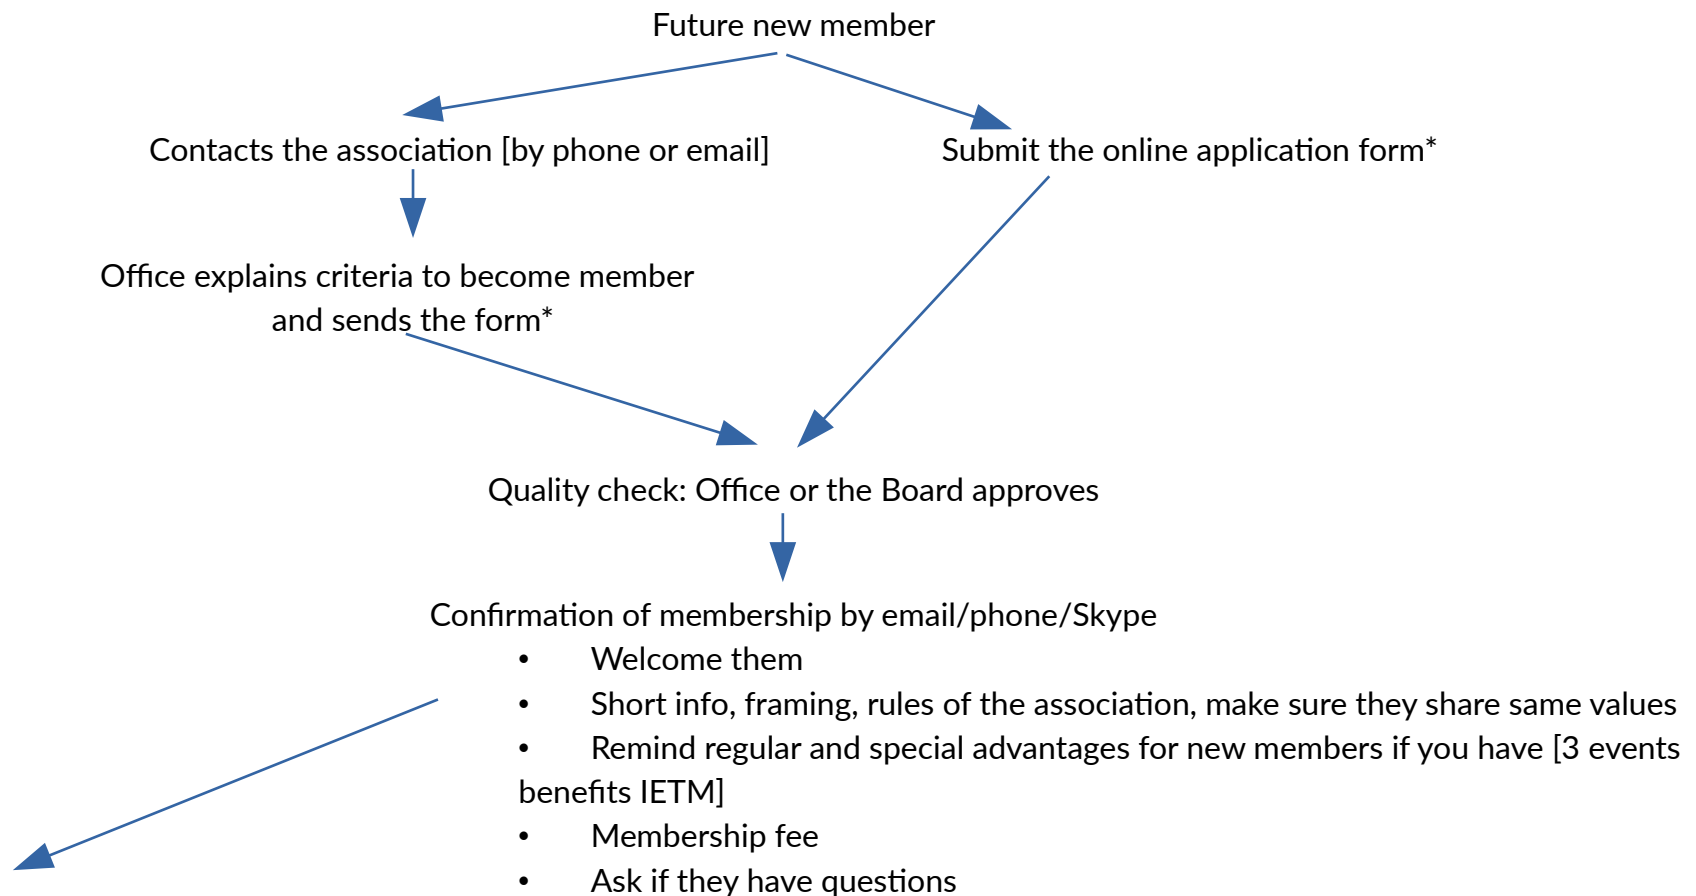 Future new member
Contacts the association [by phone or email]
Submit the online application form*
Office explains criteria to become member
and sends the form*
Quality check: Office or the Board approves
Confirmation of membership by email/phone/Skype
• Welcome them
• Short info, framing, rules of the association, make sure they share same values
• Remind regular and special advantages for new members if you have [3 events
benefits IETM]
• Membership fee
• Ask if they have questions